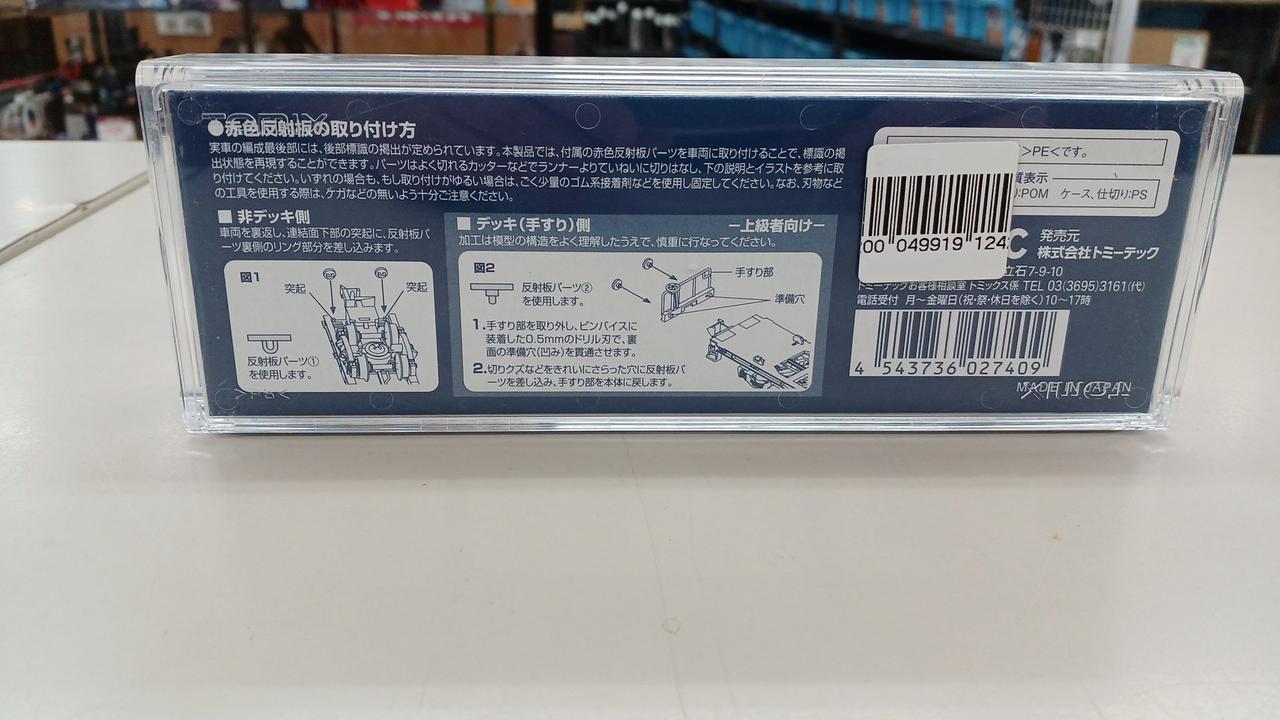 ●赤色反射板の取り付け方
実車の編成最後部には、後部標識の掲出が定められています。本製品では、付属の赤色反射板パーツを車両に取り付けることで、標識の掲
出状態を再現することができます。パーツはよく切れるカッターなどでランナーよりていねいに切りはなし、下の説明とイラストを参考に取
り付けてください。いずれの場合も、もし取り付けがゆるい場合は、ごく少量のゴム系接着剤などを使用し固定してください。なお、刃物など
の工具を使用する際は、ケガなどの無いよう十分ご注意ください。
■ 非デッキ側
車両を裏返し、連結面下部の突起に、反射板パ
ーツ裏側のリング部分を差し込みます。
図1
突起
突起
反射板パーツ①
を使用します。
■ デッキ(手すり)側 ー上級者向けー
加工は模型の構造をよく理解したうえで、慎重に行なってください。
図2
反射板パーツ②
を使用します。
手すり部
準備穴
1.手すり部を取り外し、ピンバイスに
装着した0.5mmのドリル刃で、裏
面の準備穴(凹み)を貫通させます。
2.切りクズなどをきれいにさらった穴に反射板パ
ーツを差し込み、手すり部を本体に戻します。
>PE<です。
質表示
:POM ケース、仕切り:PS
00 049919 124
発売元
株式会社トミーテック
立石7-9-10
トミーテックお客様相談室 トミックス係 TEL 03(3695)3161(代)
電話受付 月〜金曜日(祝・祭・休日を除く)10〜17時
4 543736 027409
MADE IN JAPAN
TOMIX
>PS<